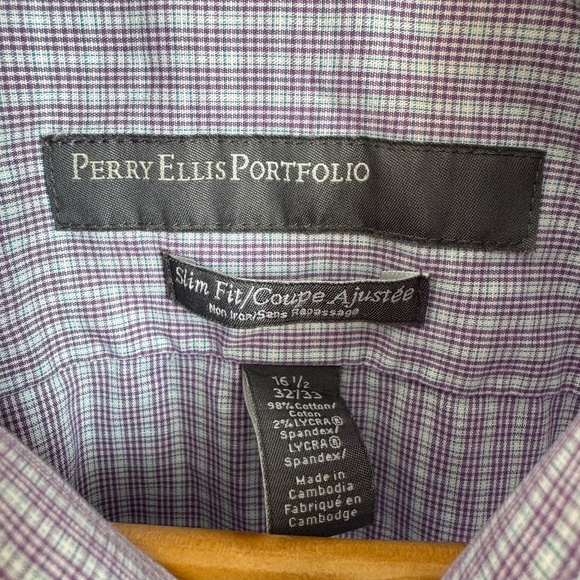 PERRY ELLIS PORTFOLIO
Slim Fit/Coupe Ajustée
Non Iron/Sans Repassage
16 1/2
32/33
98% Cotton/
Coton
2% LYCRA®
Spandex/
LYCRA®
Spandex/
Made in
Cambodia
Fabriqué en
Cambodge